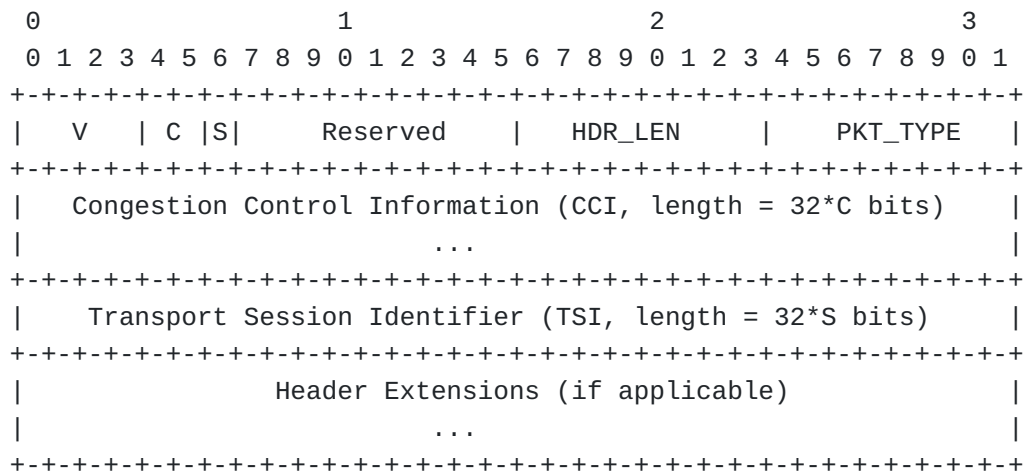 0                   1                   2                   3
 0 1 2 3 4 5 6 7 8 9 0 1 2 3 4 5 6 7 8 9 0 1 2 3 4 5 6 7 8 9 0 1
+-+-+-+-+-+-+-+-+-+-+-+-+-+-+-+-+-+-+-+-+-+-+-+-+-+-+-+-+-+-+-+-+
|   V   | C |S|     Reserved    |   HDR_LEN     |    PKT_TYPE   |
+-+-+-+-+-+-+-+-+-+-+-+-+-+-+-+-+-+-+-+-+-+-+-+-+-+-+-+-+-+-+-+-+
|   Congestion Control Information (CCI, length = 32*C bits)    |
|                          ...                                  |
+-+-+-+-+-+-+-+-+-+-+-+-+-+-+-+-+-+-+-+-+-+-+-+-+-+-+-+-+-+-+-+-+
|    Transport Session Identifier (TSI, length = 32*S bits)     |
+-+-+-+-+-+-+-+-+-+-+-+-+-+-+-+-+-+-+-+-+-+-+-+-+-+-+-+-+-+-+-+-+
|                Header Extensions (if applicable)              |
|                          ...                                  |
+-+-+-+-+-+-+-+-+-+-+-+-+-+-+-+-+-+-+-+-+-+-+-+-+-+-+-+-+-+-+-+-+